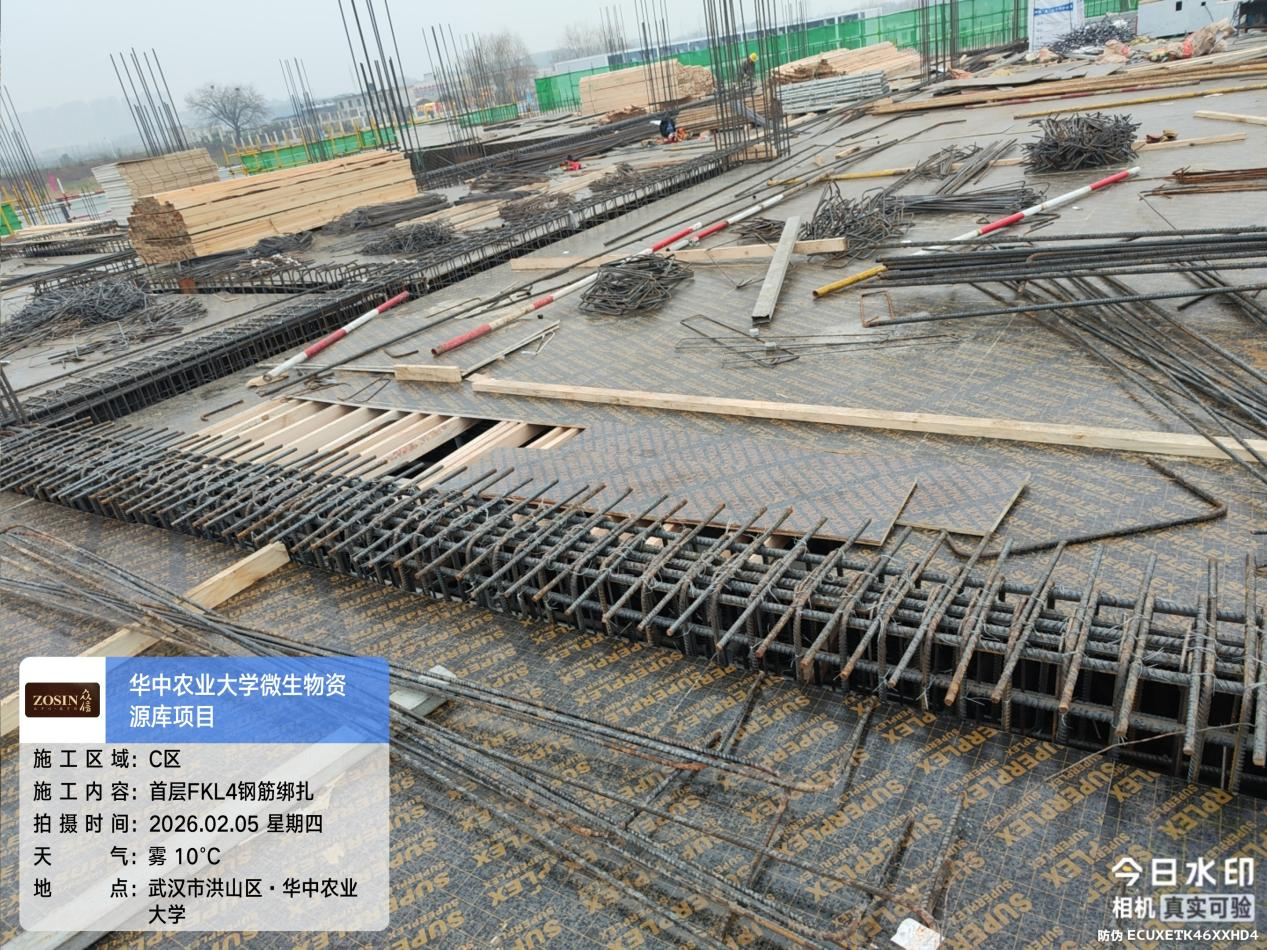 ZOSIN 众信
华中农业大学微生物资
源库项目
施工区域: C区
施工内容: 首层FKL4钢筋绑扎
拍摄时间: 2026.02.05 星期四
天气: 雾 10°C
地点: 武汉市洪山区·华中农业
大学
SUPERPLEX
SUPERPLEX
SUPERPLEX
今日水印
相机 真实可验
防伪 ECUXETK46XXHD4